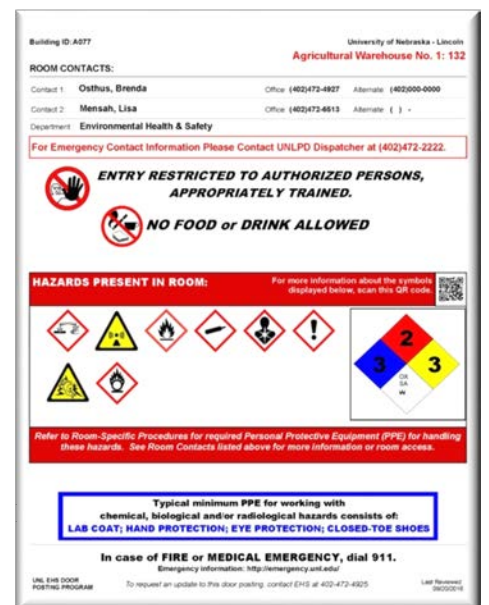 Building ID: A077
University of Nebraska - Lincoln
Agricultural Warehouse No. 1: 132
ROOM CONTACTS:
Contact 1: Osthus, Brenda Office (402)472-4927 Alternate (402)000-0000
Contact 2: Mensah, Lisa Office (402)472-6513 Alternate ( ) -
Department Environmental Health & Safety
For Emergency Contact Information Please Contact UNLPD Dispatcher at (402)472-2222.
ENTRY RESTRICTED TO AUTHORIZED PERSONS,
APPROPRIATELY TRAINED.
NO FOOD or DRINK ALLOWED
HAZARDS PRESENT IN ROOM:
For more information about the symbols
displayed below, scan this QR code.
2
3 3
OX
SA
W
Refer to Room-Specific Procedures for required Personal Protective Equipment (PPE) for handling
these hazards. See Room Contacts listed above for more information or room access.
Typical minimum PPE for working with
chemical, biological and/or radiological hazards consists of:
LAB COAT; HAND PROTECTION; EYE PROTECTION; CLOSED-TOE SHOES
In case of FIRE or MEDICAL EMERGENCY, dial 911.
Emergency information: http://emergency.unl.edu/
UNL EHS DOOR
POSTING PROGRAM
To request an update to this door posting, contact EHS at 402-472-4925.
Last Reviewed